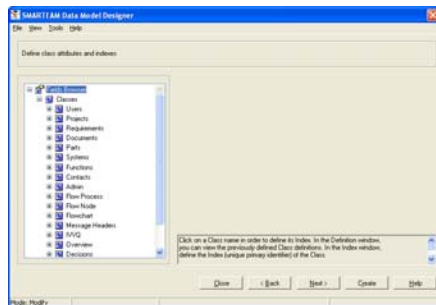 SMARTEAM Data Model Designer
File View Tools Help
Define class attributes and indexes
Fields Browser
Classes
Users
Projects
Requirements
Documents
Parts
Systems
Functions
Contacts
Admin
Flow Process
Flow Node
Flowchart
Message Headers
IVVQ
Overview
Decisions
Click on a Class name in order to define its Index. In the Definition window,
you can view the previously defined Class definitions. In the Index window,
define the Index (unique primary identifier) of the Class.
Close
< Back
Next >
Create
Help
Mode: Modify